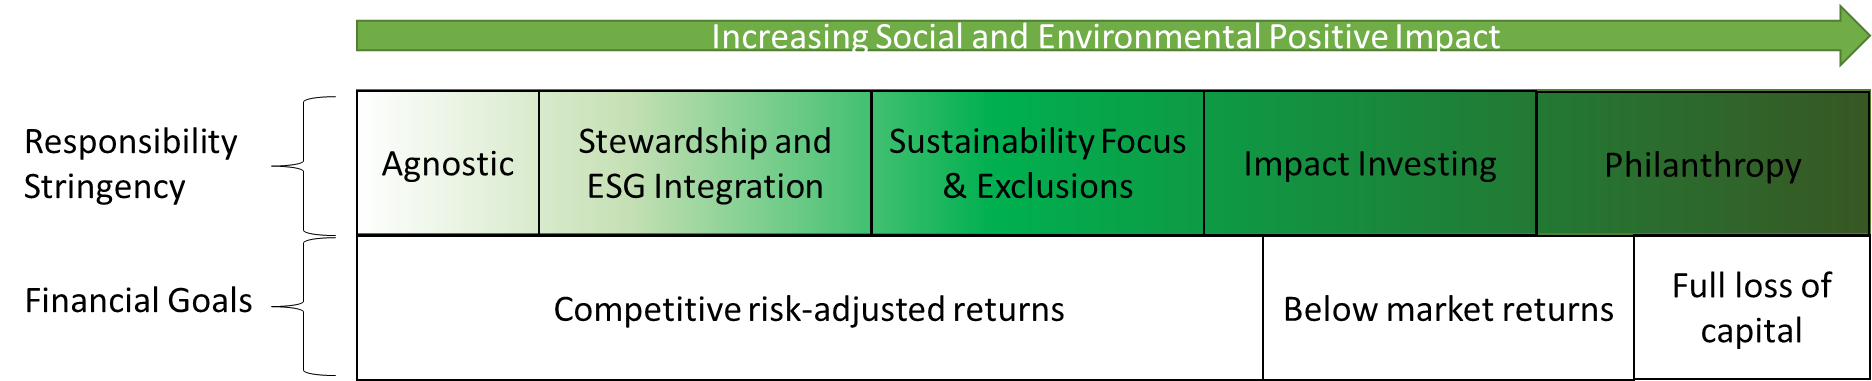 Increasing Social and Environmental Positive Impact
Responsibility
Stringency
Agnostic
Stewardship and
ESG Integration
Sustainability Focus
& Exclusions
Impact Investing
Philanthropy
Financial Goals
Competitive risk-adjusted returns
Below market returns
Full loss of
capital